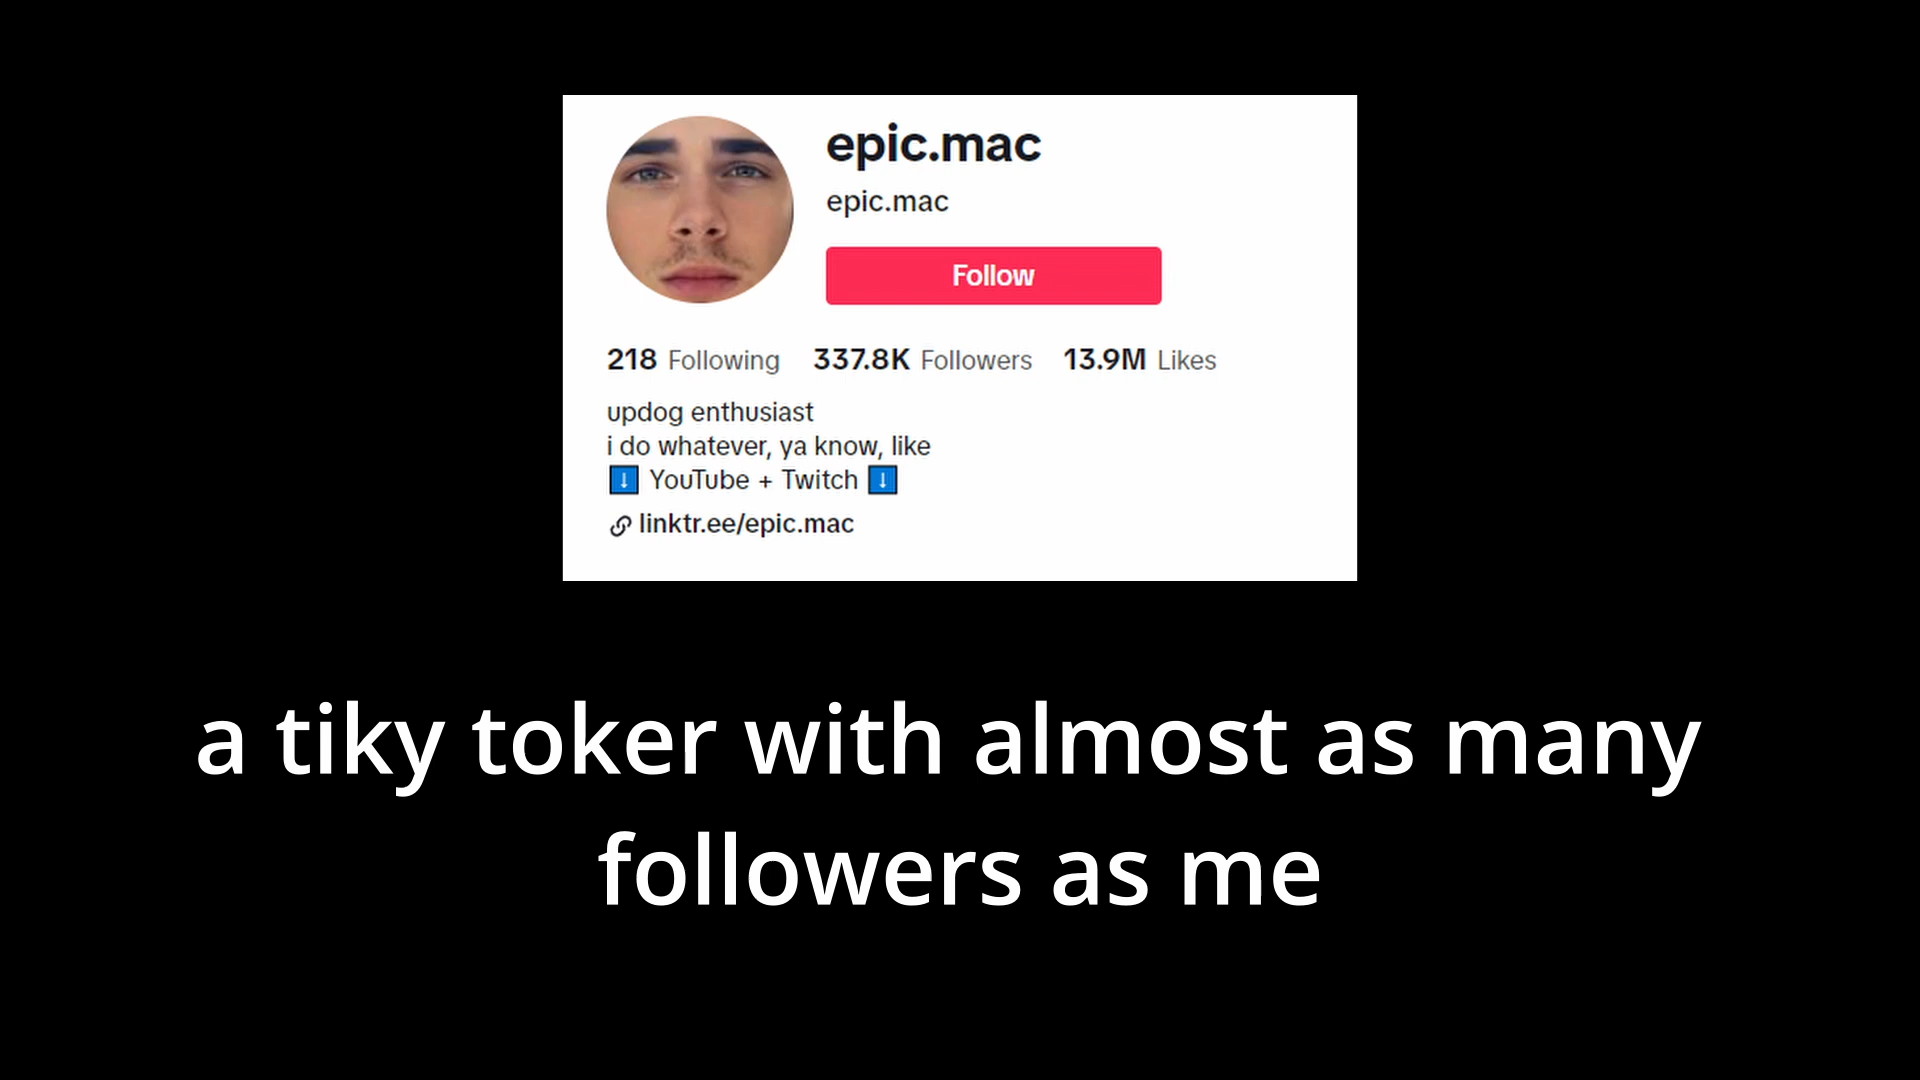 epic.mac
epic.mac
Follow
218 Following 337.8K Followers 13.9M Likes
updog enthusiast
i do whatever, ya know, like
⬇️ YouTube + Twitch ⬇️
linktr.ee/epic.mac
a tiky toker with almost as many
followers as me